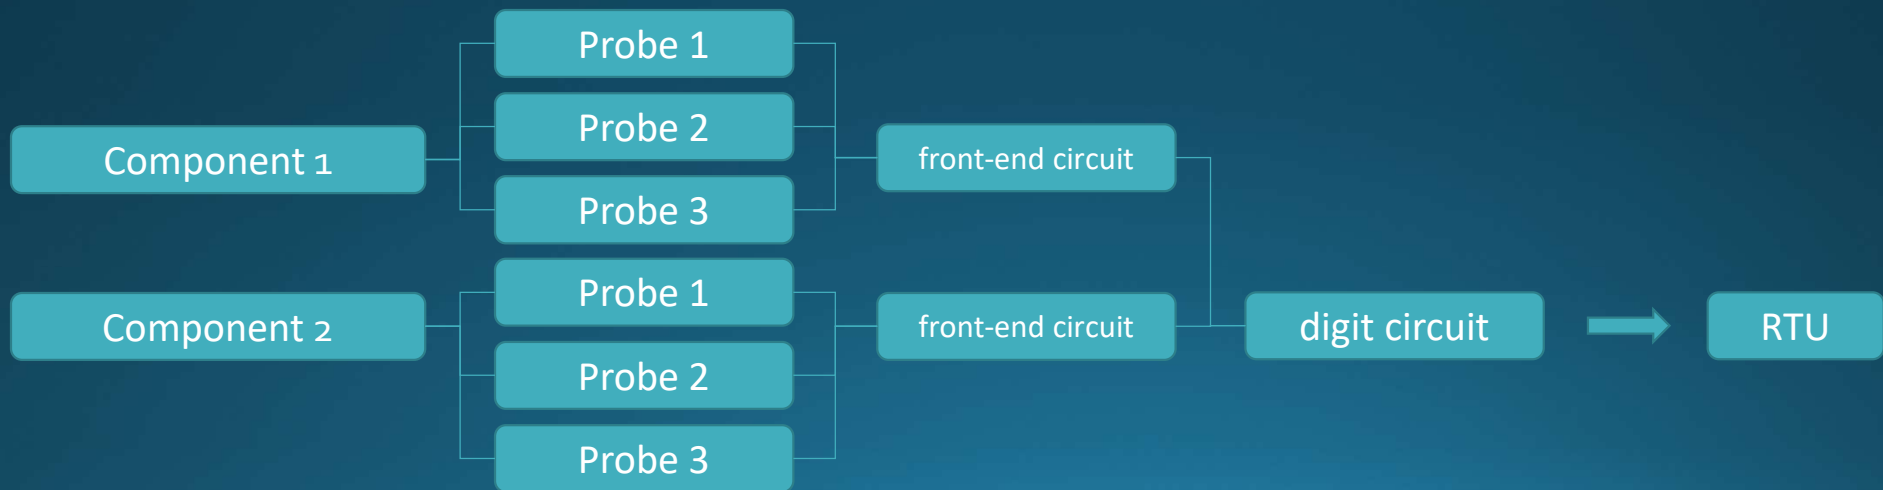 Component 1
Probe 1
Probe 2
Probe 3
front-end circuit
Component 2
Probe 1
Probe 2
Probe 3
front-end circuit
digit circuit
RTU